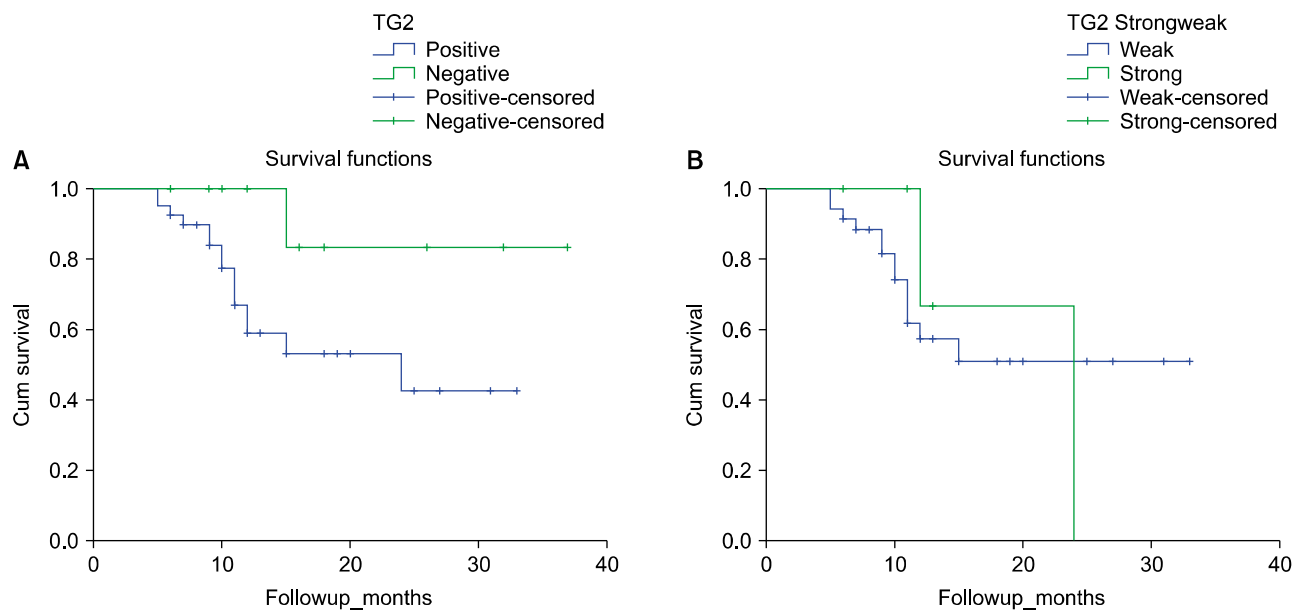 TG2
Positive
Negative
Positive-censored
Negative-censored
A
Survival functions
1.0
0.8
0.6
0.4
0.2
0.0
Cum survival
0 10 20 30 40
Followup_months
TG2 Strongweak
Weak
Strong
Weak-censored
Strong-censored
B
Survival functions
1.0
0.8
0.6
0.4
0.2
0.0
Cum survival
0 10 20 30 40
Followup_months